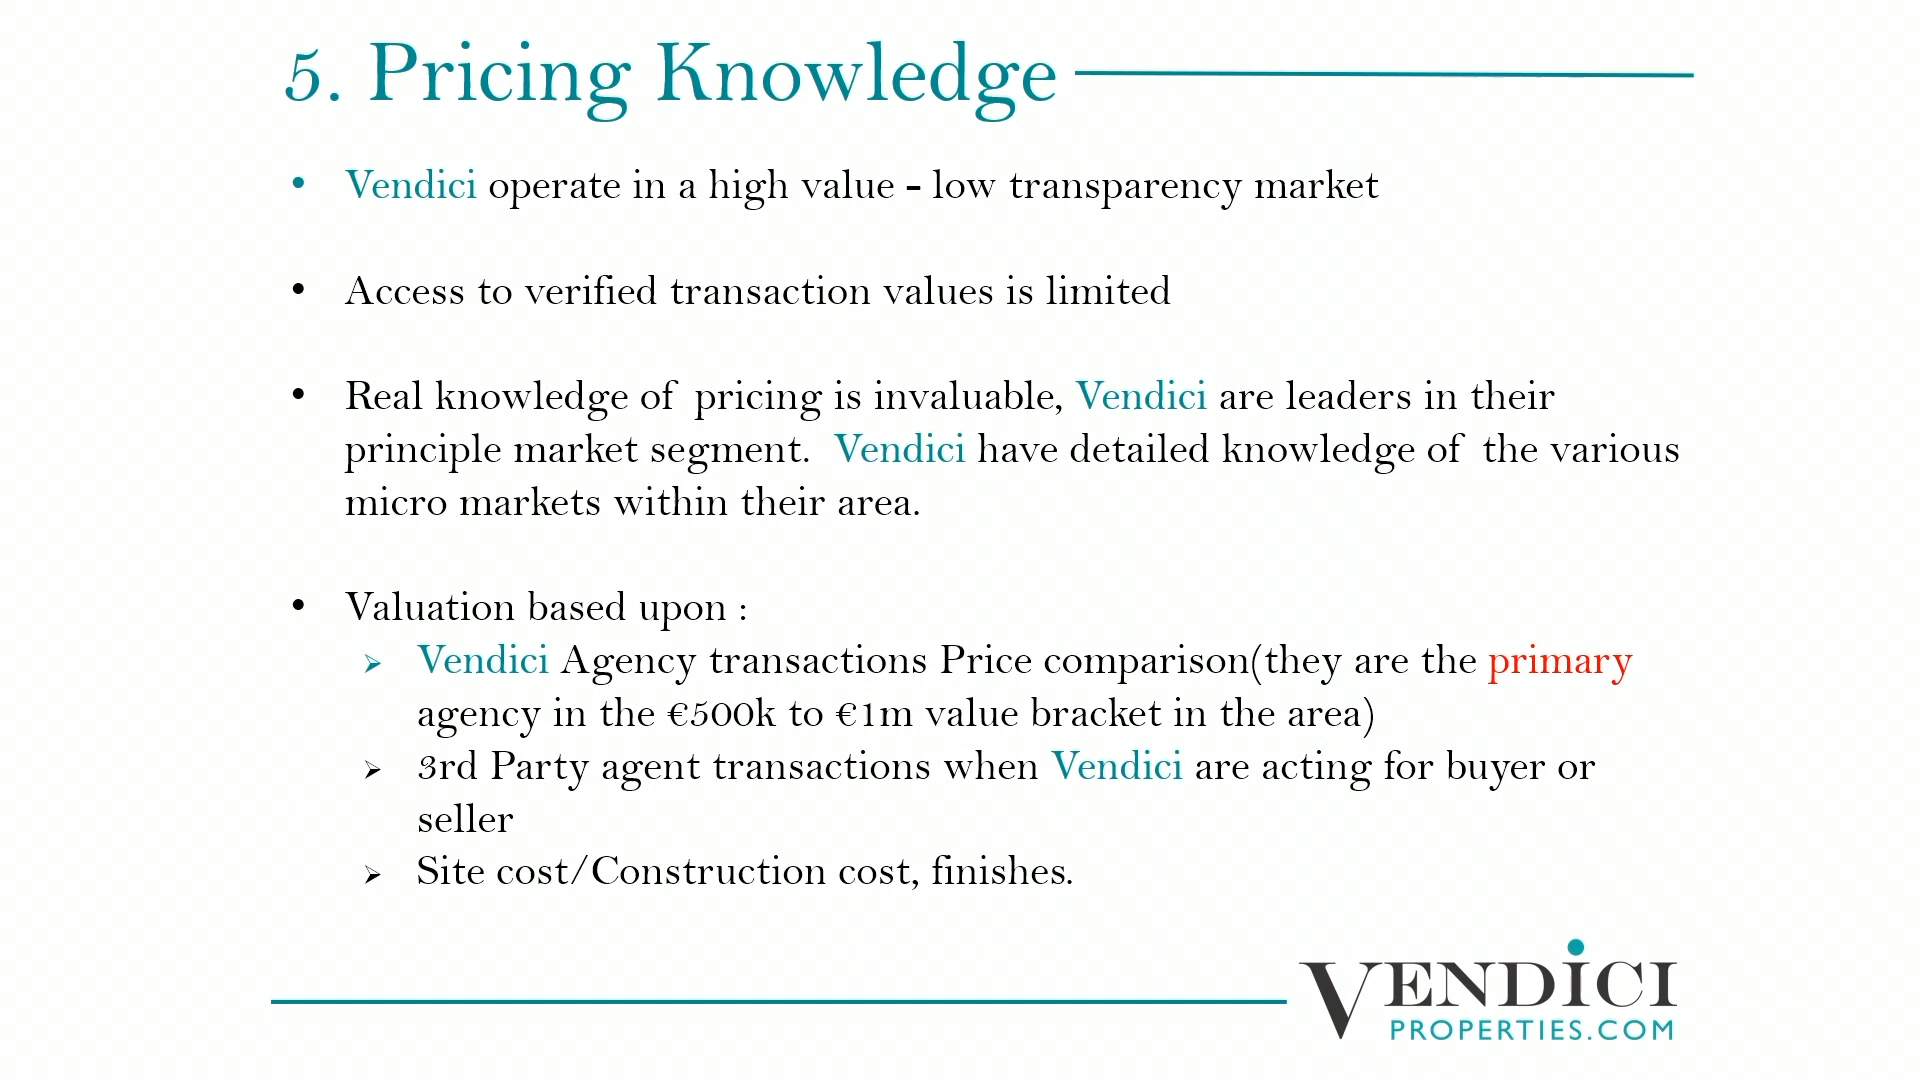 5. Pricing Knowledge
• Vendici operate in a high value - low transparency market
• Access to verified transaction values is limited
• Real knowledge of pricing is invaluable, Vendici are leaders in their
principle market segment. Vendici have detailed knowledge of the various
micro markets within their area.
• Valuation based upon :
➢ Vendici Agency transactions Price comparison(they are the primary
agency in the €500k to €1m value bracket in the area)
➢ 3rd Party agent transactions when Vendici are acting for buyer or
seller
➢ Site cost/Construction cost, finishes.
VENDiCI
PROPERTIES.COM